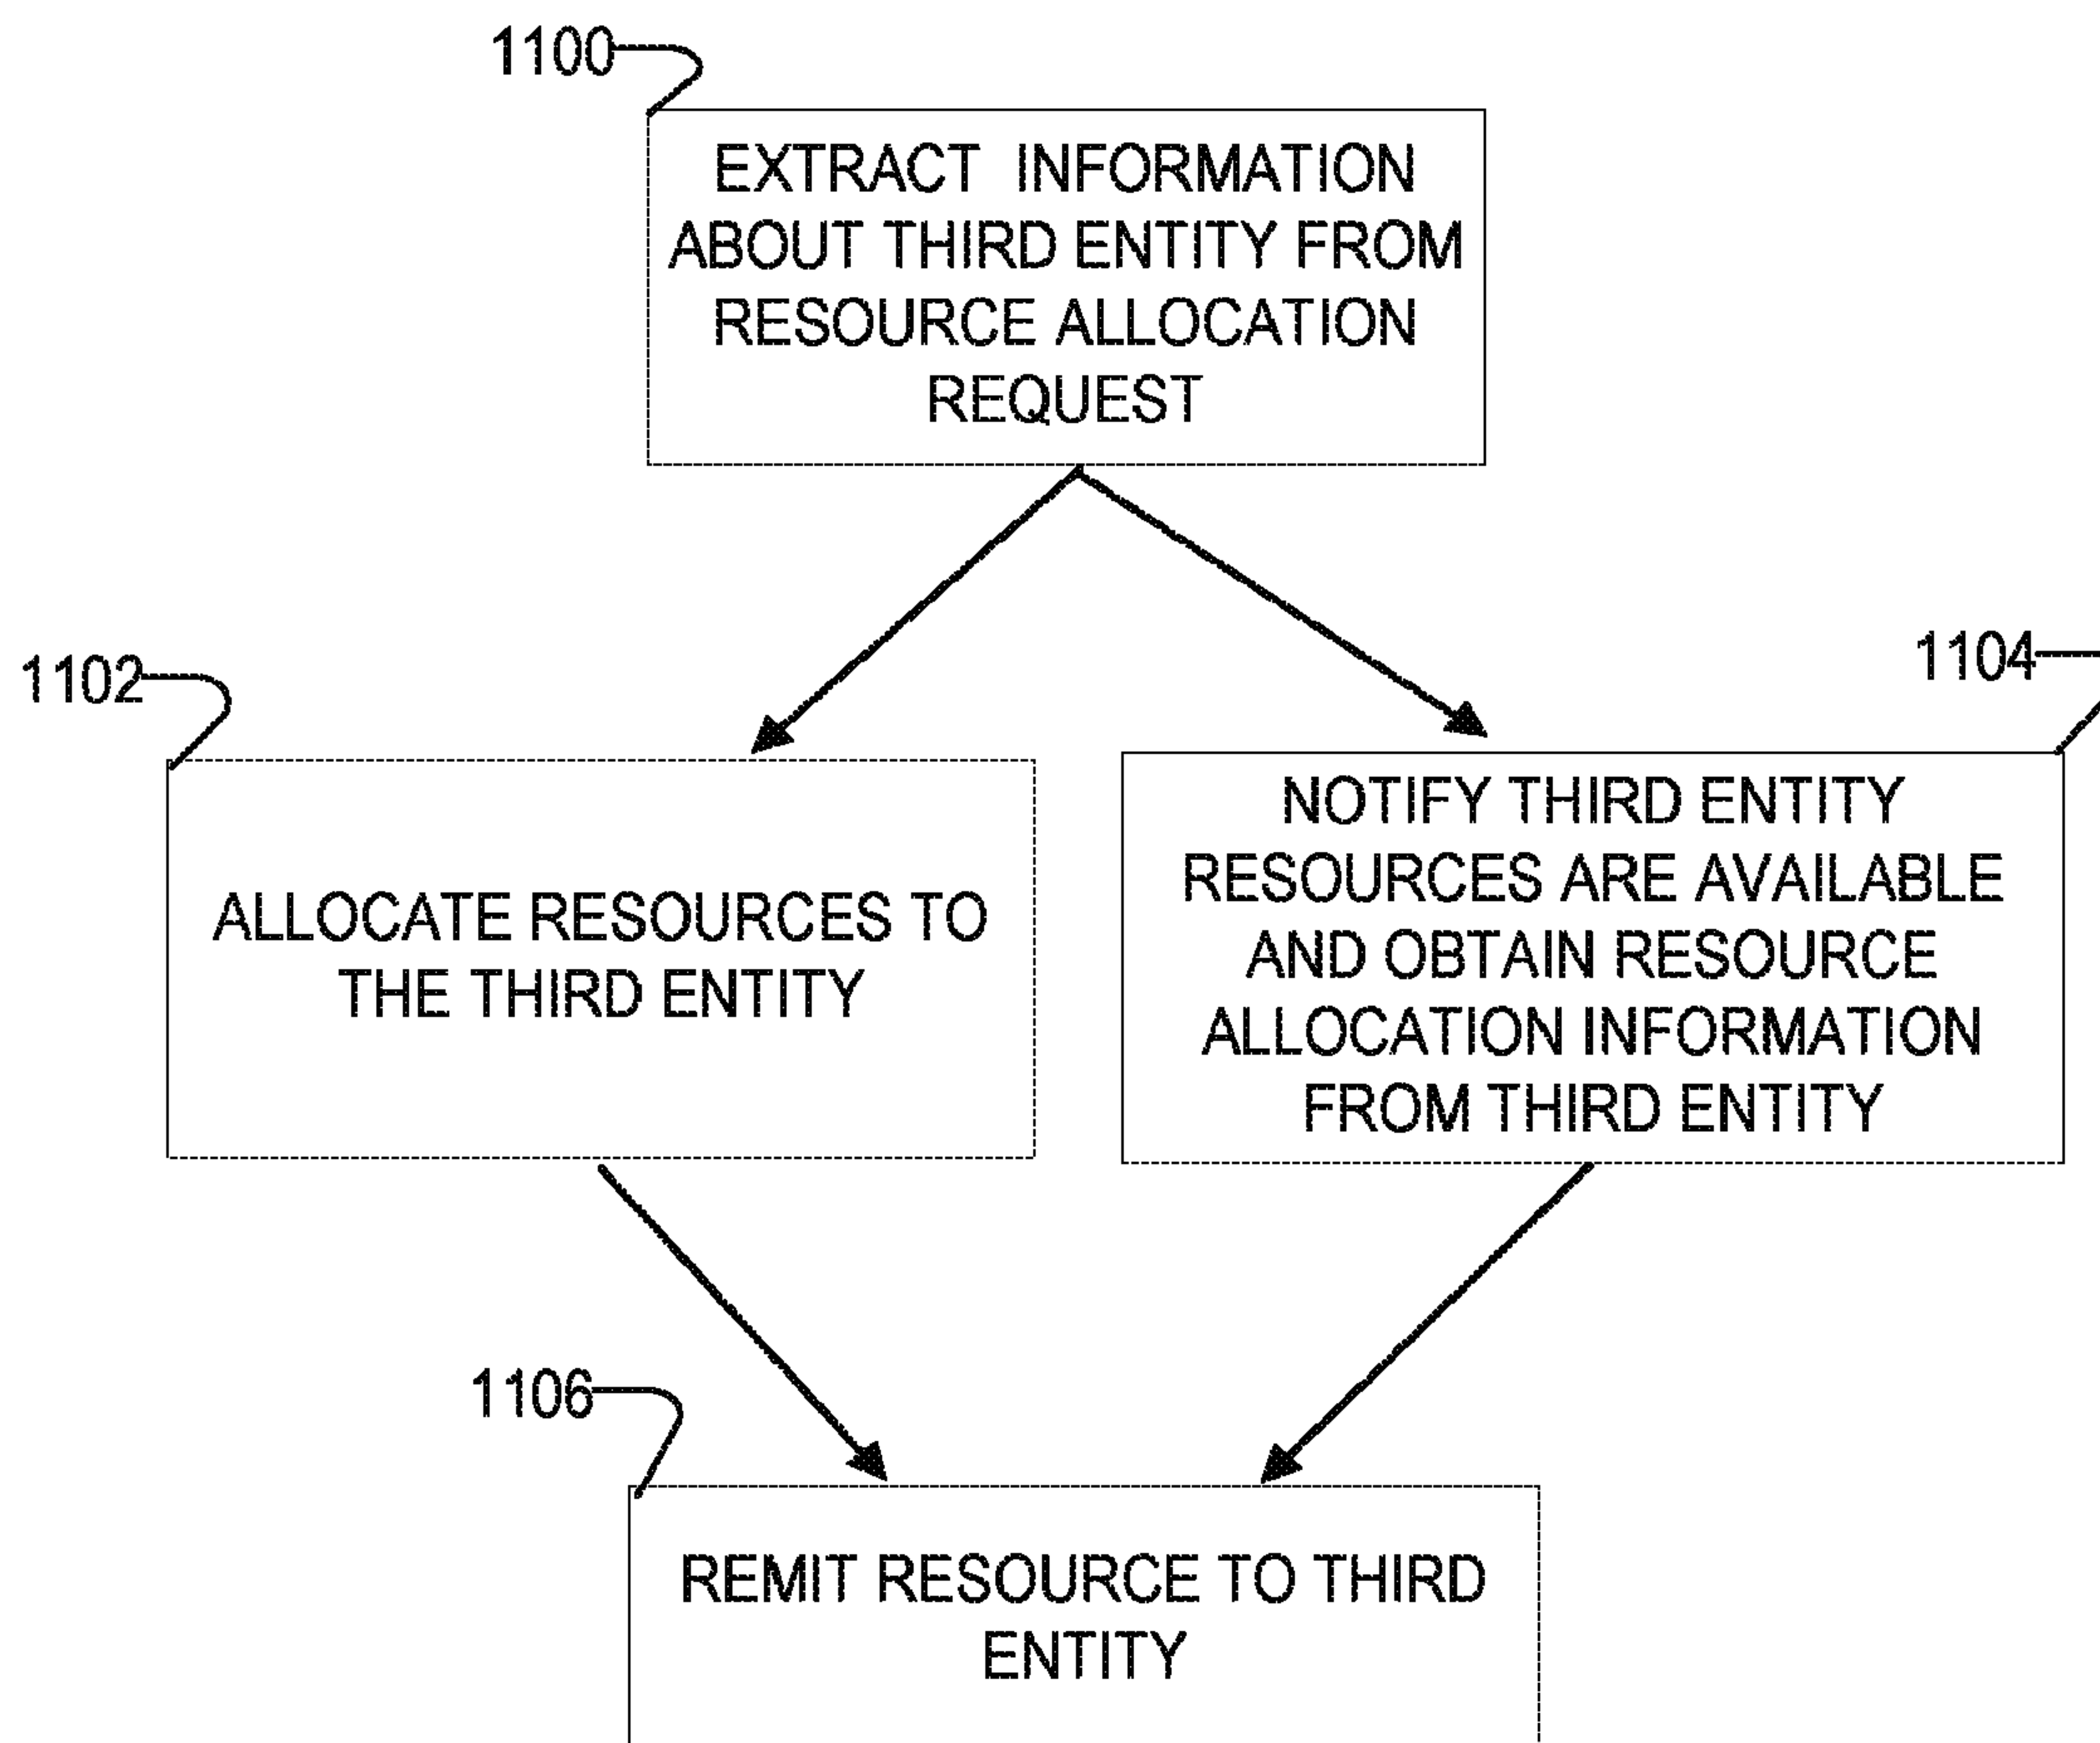 1100
EXTRACT INFORMATION
ABOUT THIRD ENTITY FROM
RESOURCE ALLOCATION
REQUEST
1102
ALLOCATE RESOURCES TO
THE THIRD ENTITY
1104
NOTIFY THIRD ENTITY
RESOURCES ARE AVAILABLE
AND OBTAIN RESOURCE
ALLOCATION INFORMATION
FROM THIRD ENTITY
1106
REMIT RESOURCE TO THIRD
ENTITY